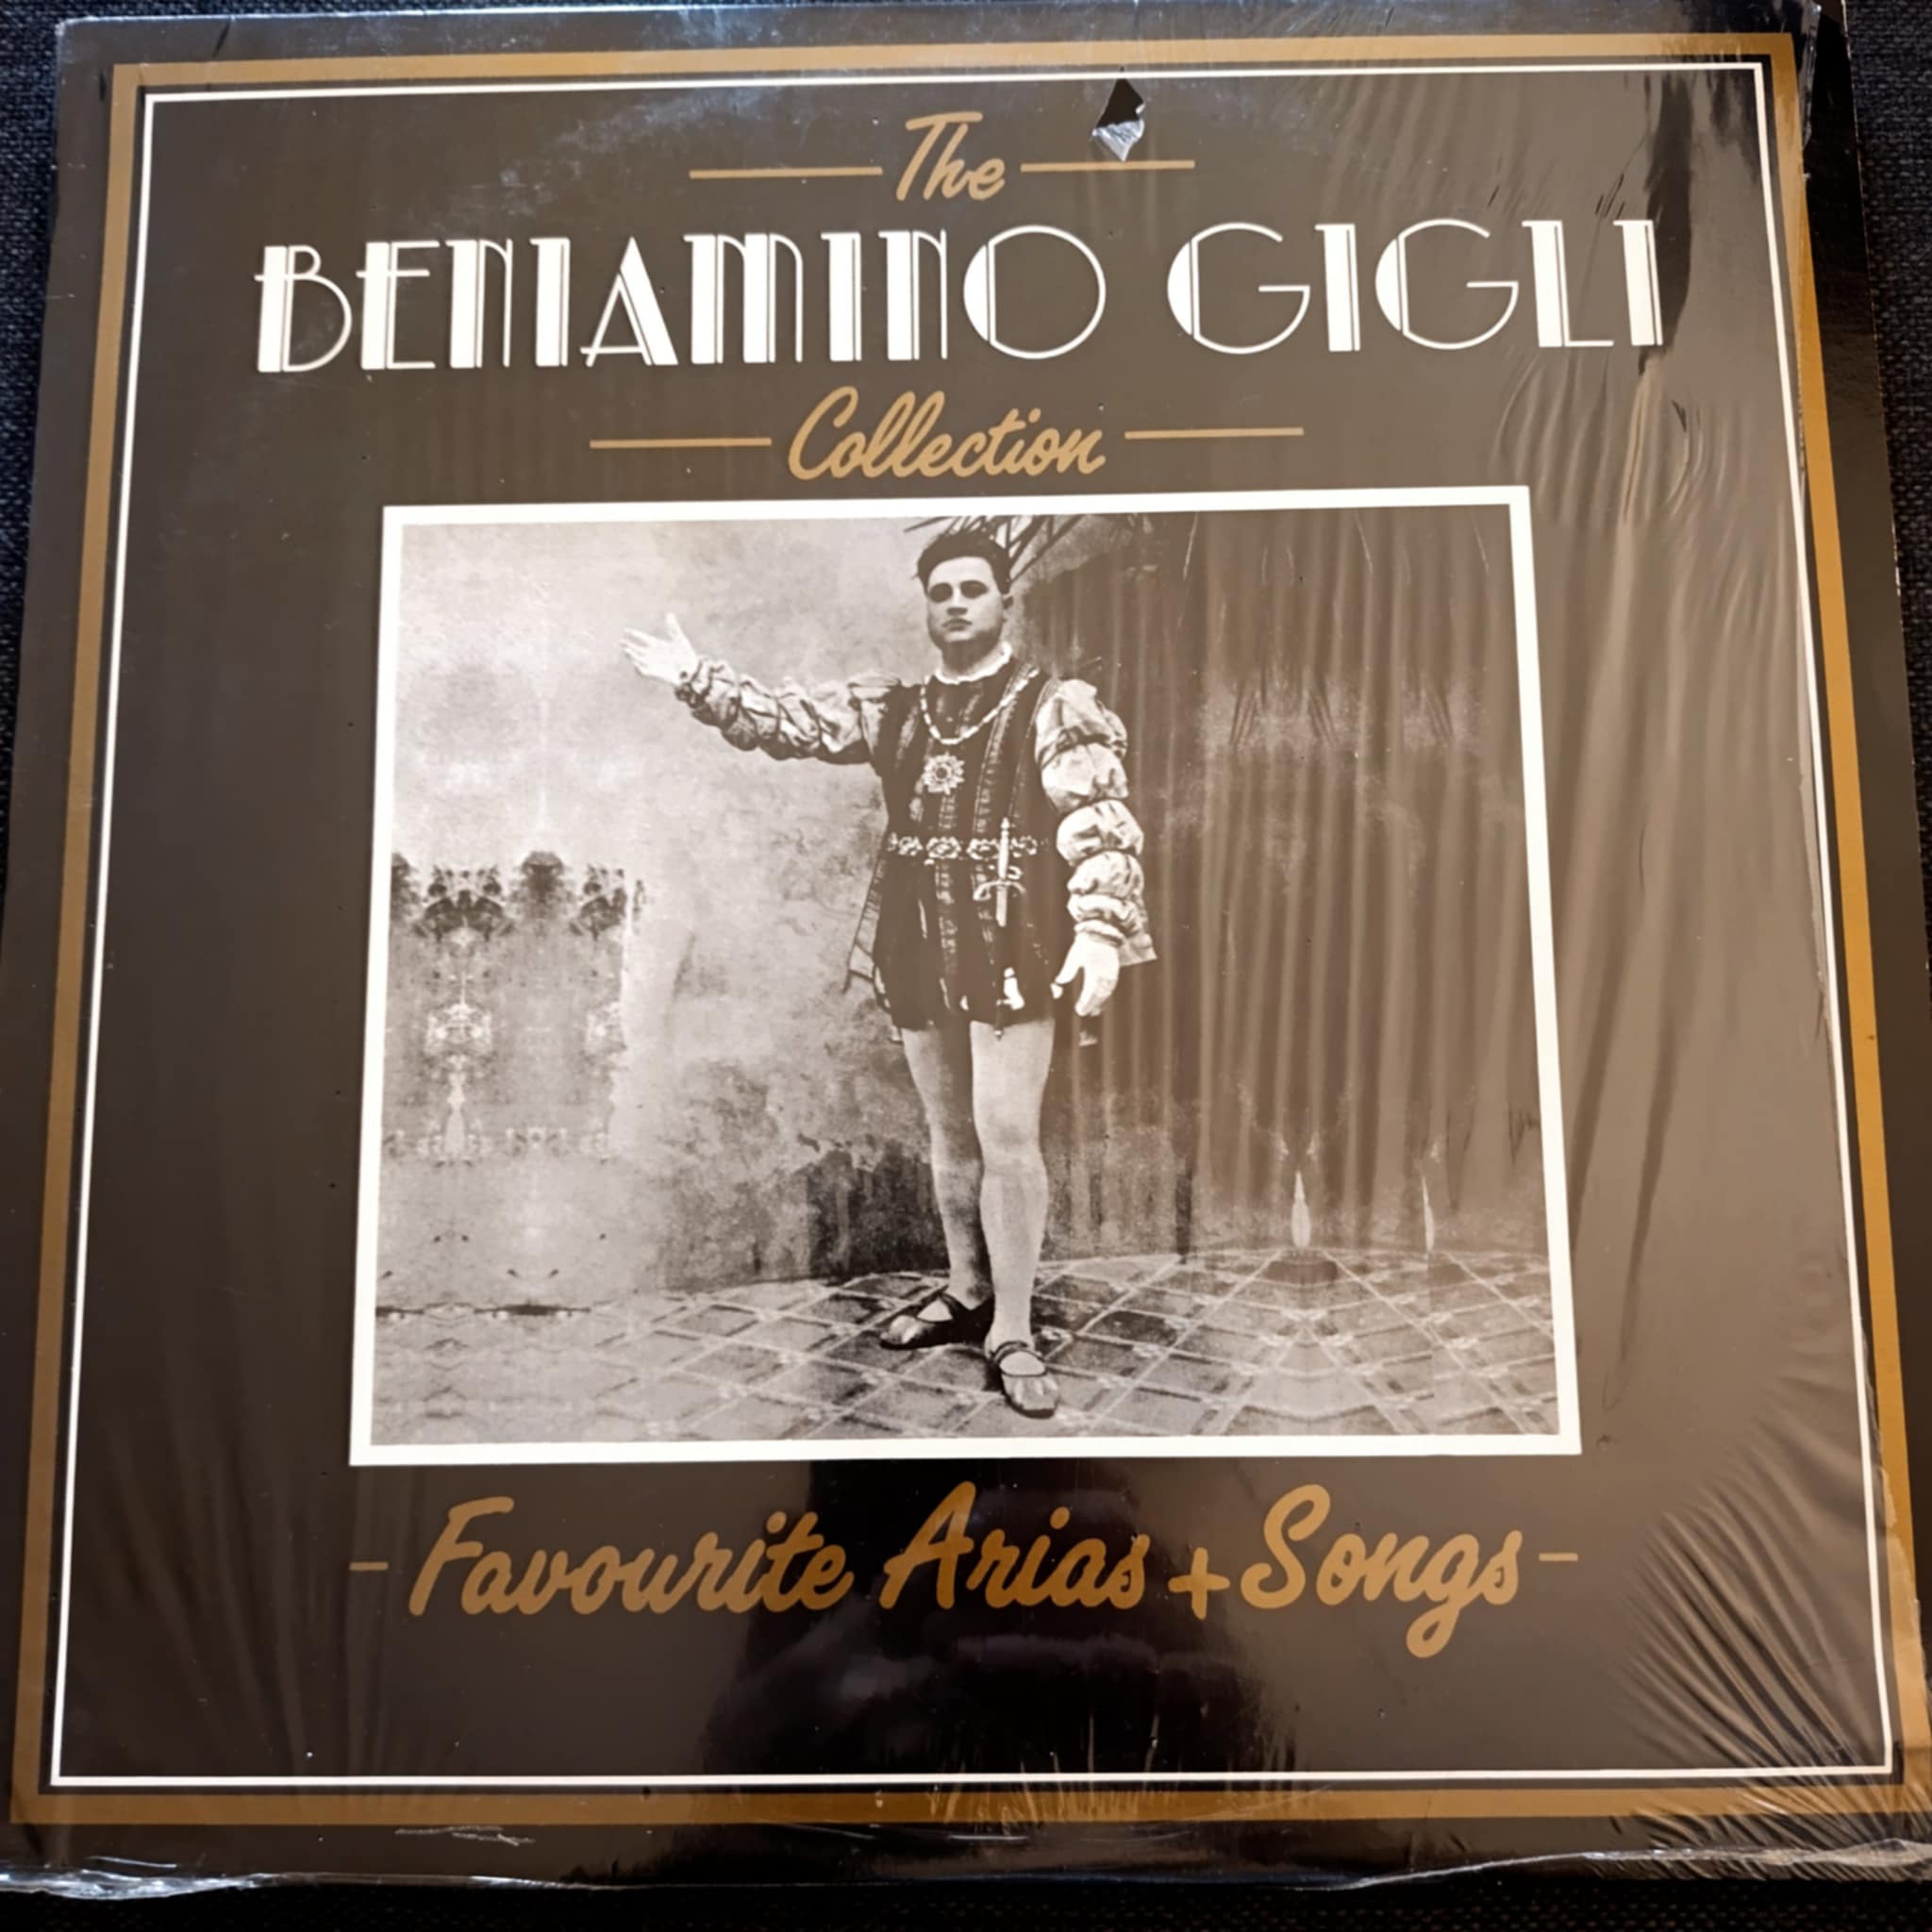 The
BENIAMINO GIGLI
Collection
- Favourite Arias + Songs -